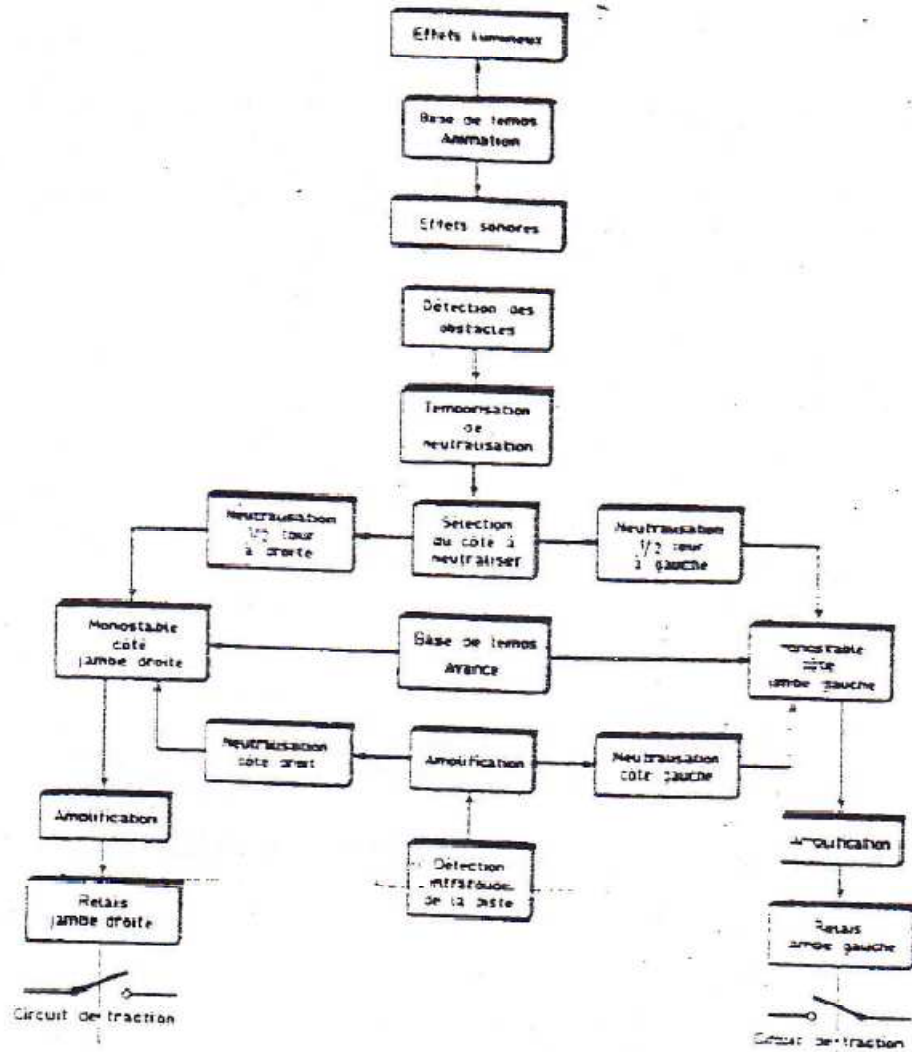 Effets lumineux
Base de temps
Animation
Effets sonores
Détection des
obstacles
Temporisation
de
neutralisation
Neutralisation
1/2 tour
à droite
Sélection
du côté à
neutraliser
Neutralisation
1/2 tour
à gauche
Monostable
côté
jambe droite
Base de temps
Avance
Monostable
côté
jambe gauche
Neutralisation
côté droit
Amplification
Neutralisation
côté gauche
Amplification
Amplification
Détection
infrarouge
de la piste
Relais
jambe droite
Relais
jambe gauche
Circuit de traction
Circuit de traction